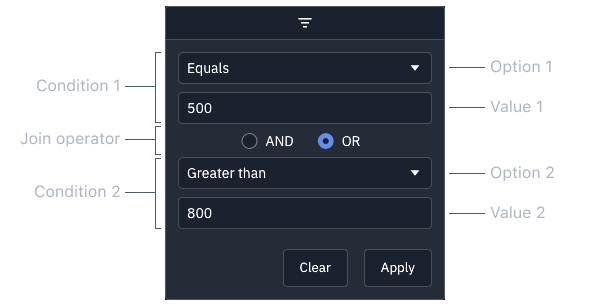 Equals
Option 1
Condition 1
500
Value 1
Join operator
AND
OR
Greater than
Option 2
Condition 2
800
Value 2
Clear
Apply